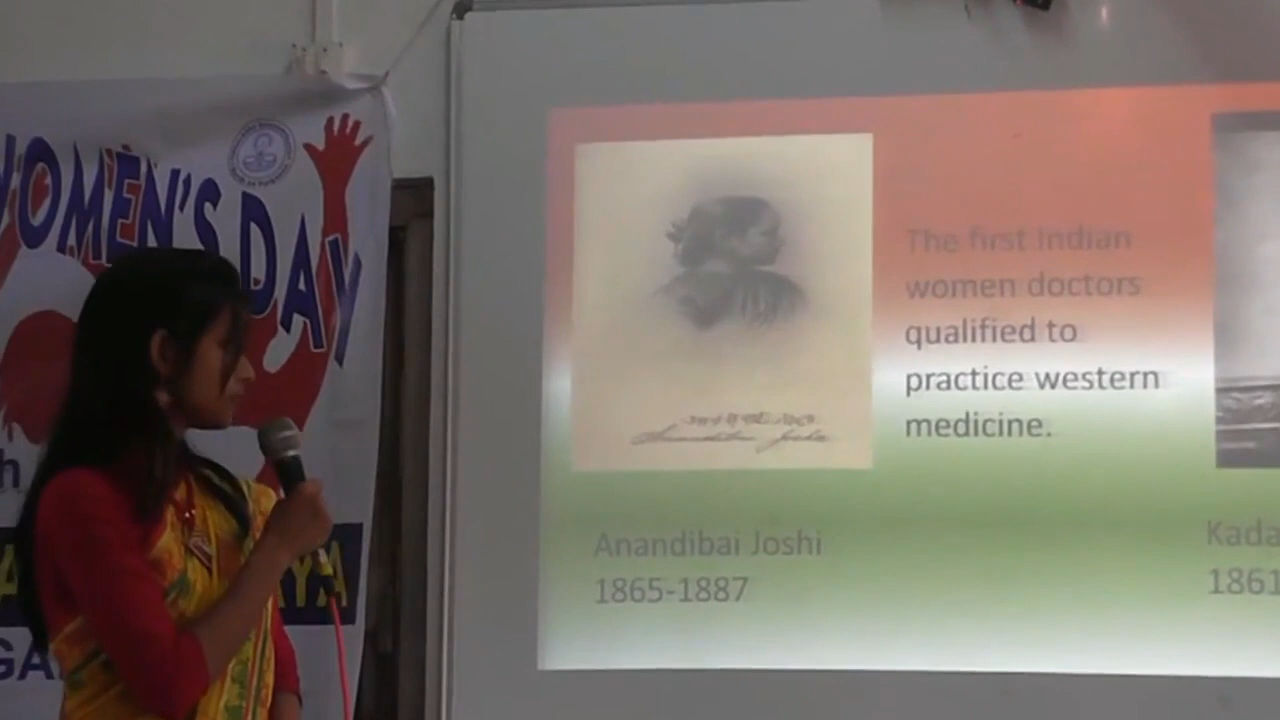 WOMEN'S DAY
The first Indian
women doctors
qualified to
practice western
medicine.
Anandibai Joshi
1865-1887
Kada
1861